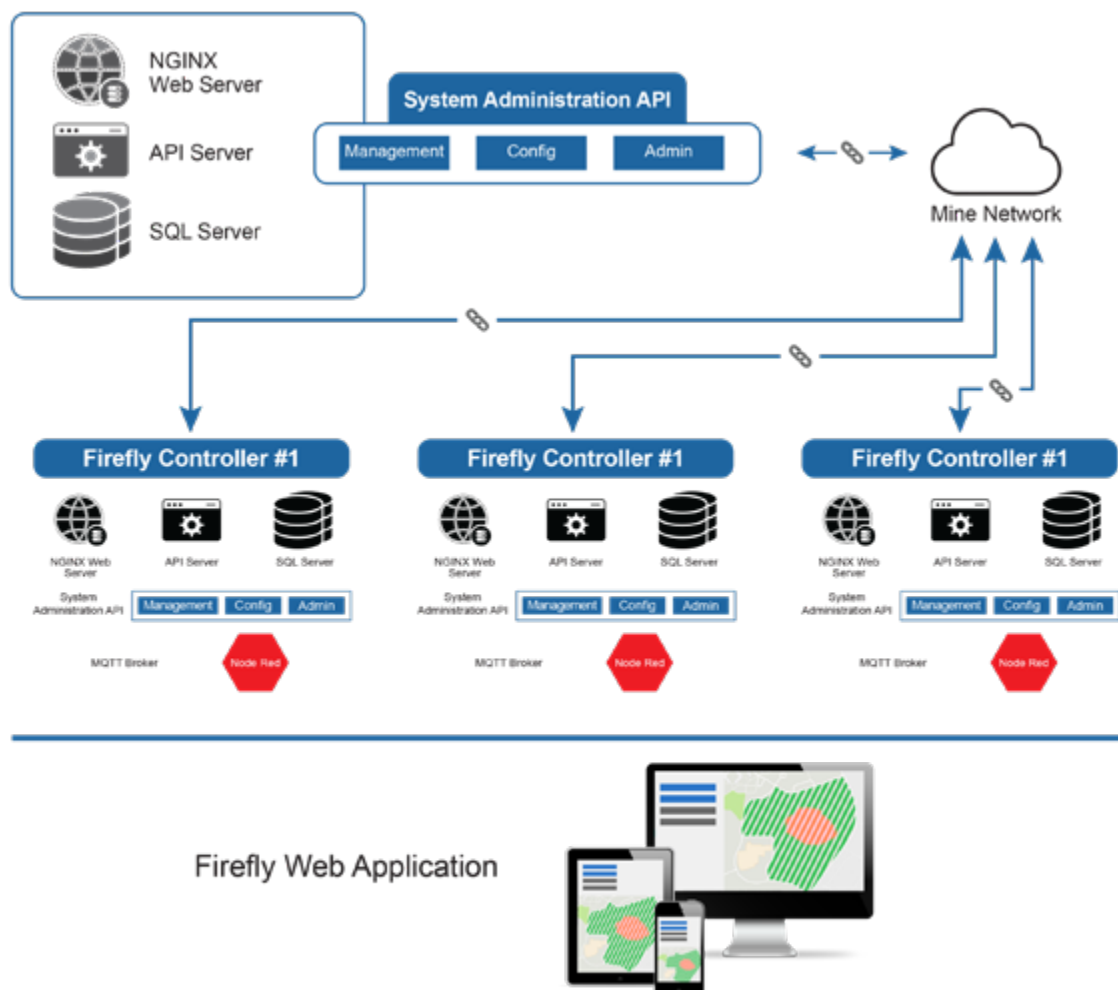 NGINX
Web Server
API Server
SQL Server
System Administration API
Management
Config
Admin
Mine Network
Firefly Controller #1
NGINX Web
Server
API Server
SQL Server
System
Administration API
Management
Config
Admin
MQTT Broker
Node Red
Firefly Controller #1
NGINX Web
Server
API Server
SQL Server
System
Administration API
Management
Config
Admin
MQTT Broker
Node Red
Firefly Controller #1
NGINX Web
Server
API Server
SQL Server
System
Administration API
Management
Config
Admin
MQTT Broker
Node Red
Firefly Web Application